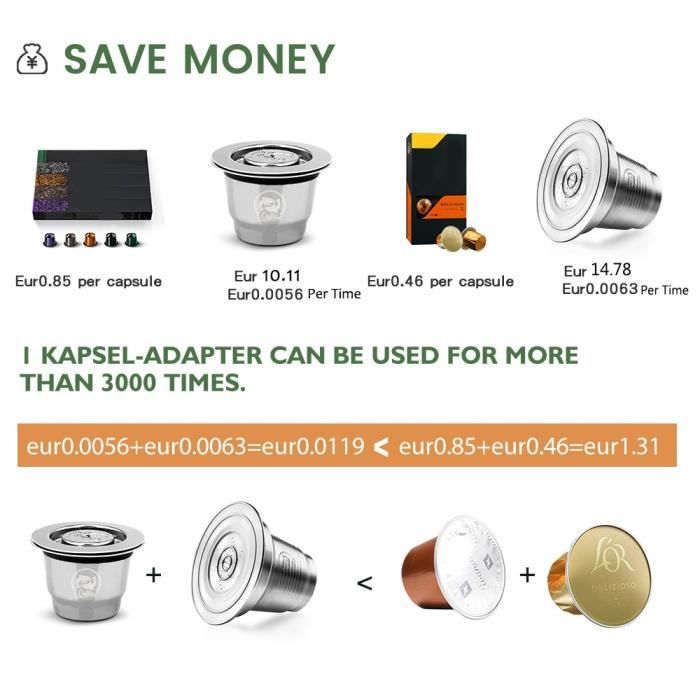 ¥ SAVE MONEY
DELIZIOSO
Eur0.85 per capsule
Eur 10.11
Eur0.0056 Per Time
Eur0.46 per capsule
Eur 14.78
Eur0.0063 Per Time
1 KAPSEL-ADAPTER CAN BE USED FOR MORE
THAN 3000 TIMES.
eur0.0056+eur0.0063=eur0.0119 < eur0.85+eur0.46=eur1.31
+ < +
L'OR
DELIZIOSO
5